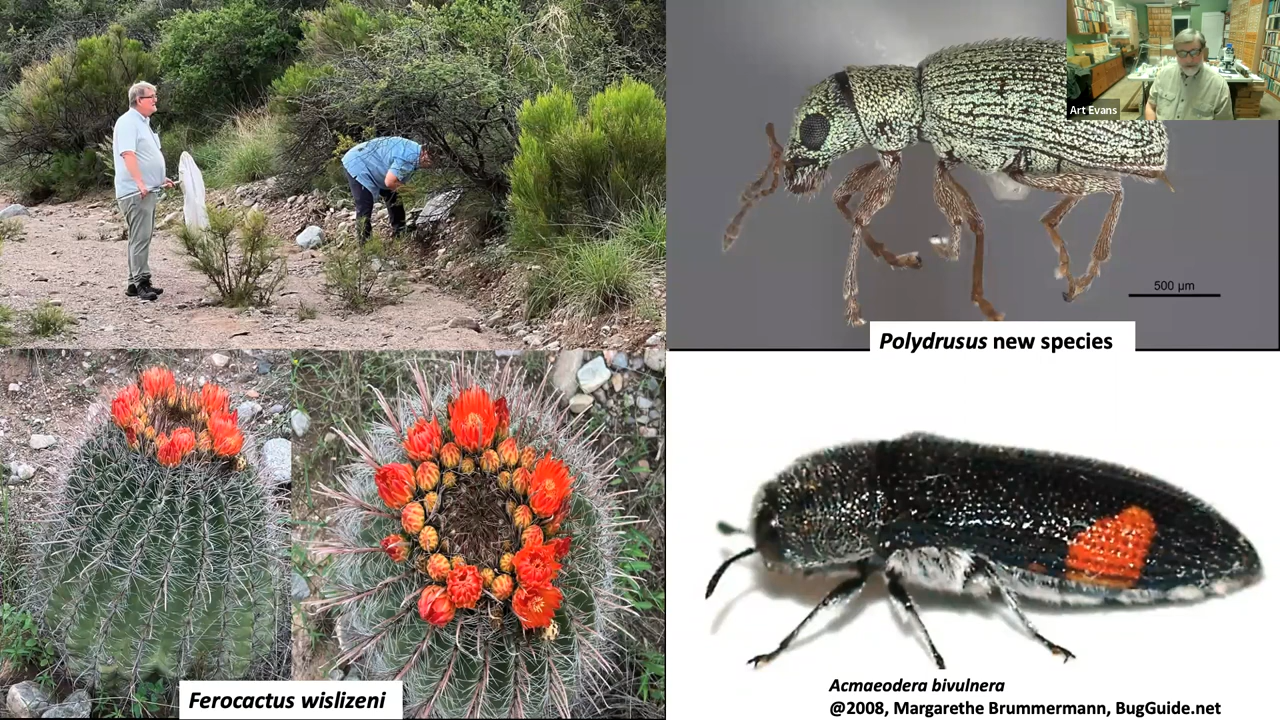 Art Evans
500 µm
Polydrusus new species
Ferocactus wislizeni
Acmaeodera bivulnera
@2008, Margarethe Brummermann, BugGuide.net